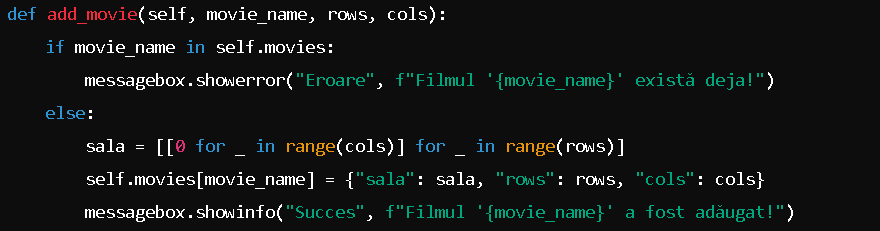 def add_movie(self, movie_name, rows, cols):
    if movie_name in self.movies:
        messagebox.showerror("Eroare", f"Filmul '{movie_name}' există deja!")
    else:
        sala = [[0 for _ in range(cols)] for _ in range(rows)]
        self.movies[movie_name] = {"sala": sala, "rows": rows, "cols": cols}
        messagebox.showinfo("Succes", f"Filmul '{movie_name}' a fost adăugat!")